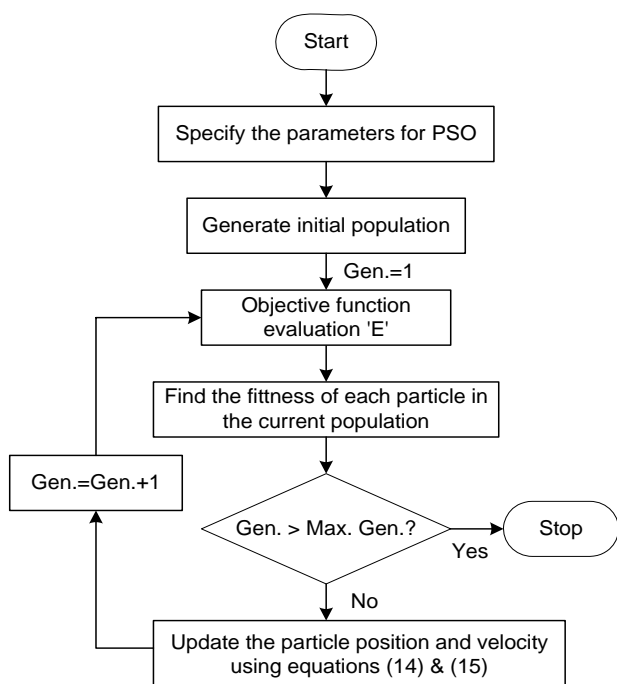 Start
Specify the parameters for PSO
Generate initial population
Gen.=1
Objective function
evaluation 'E'
Find the fittness of each particle in
the current population
Gen.=Gen.+1
Gen. > Max. Gen.?
Yes
Stop
No
Update the particle position and velocity
using equations (14) & (15)